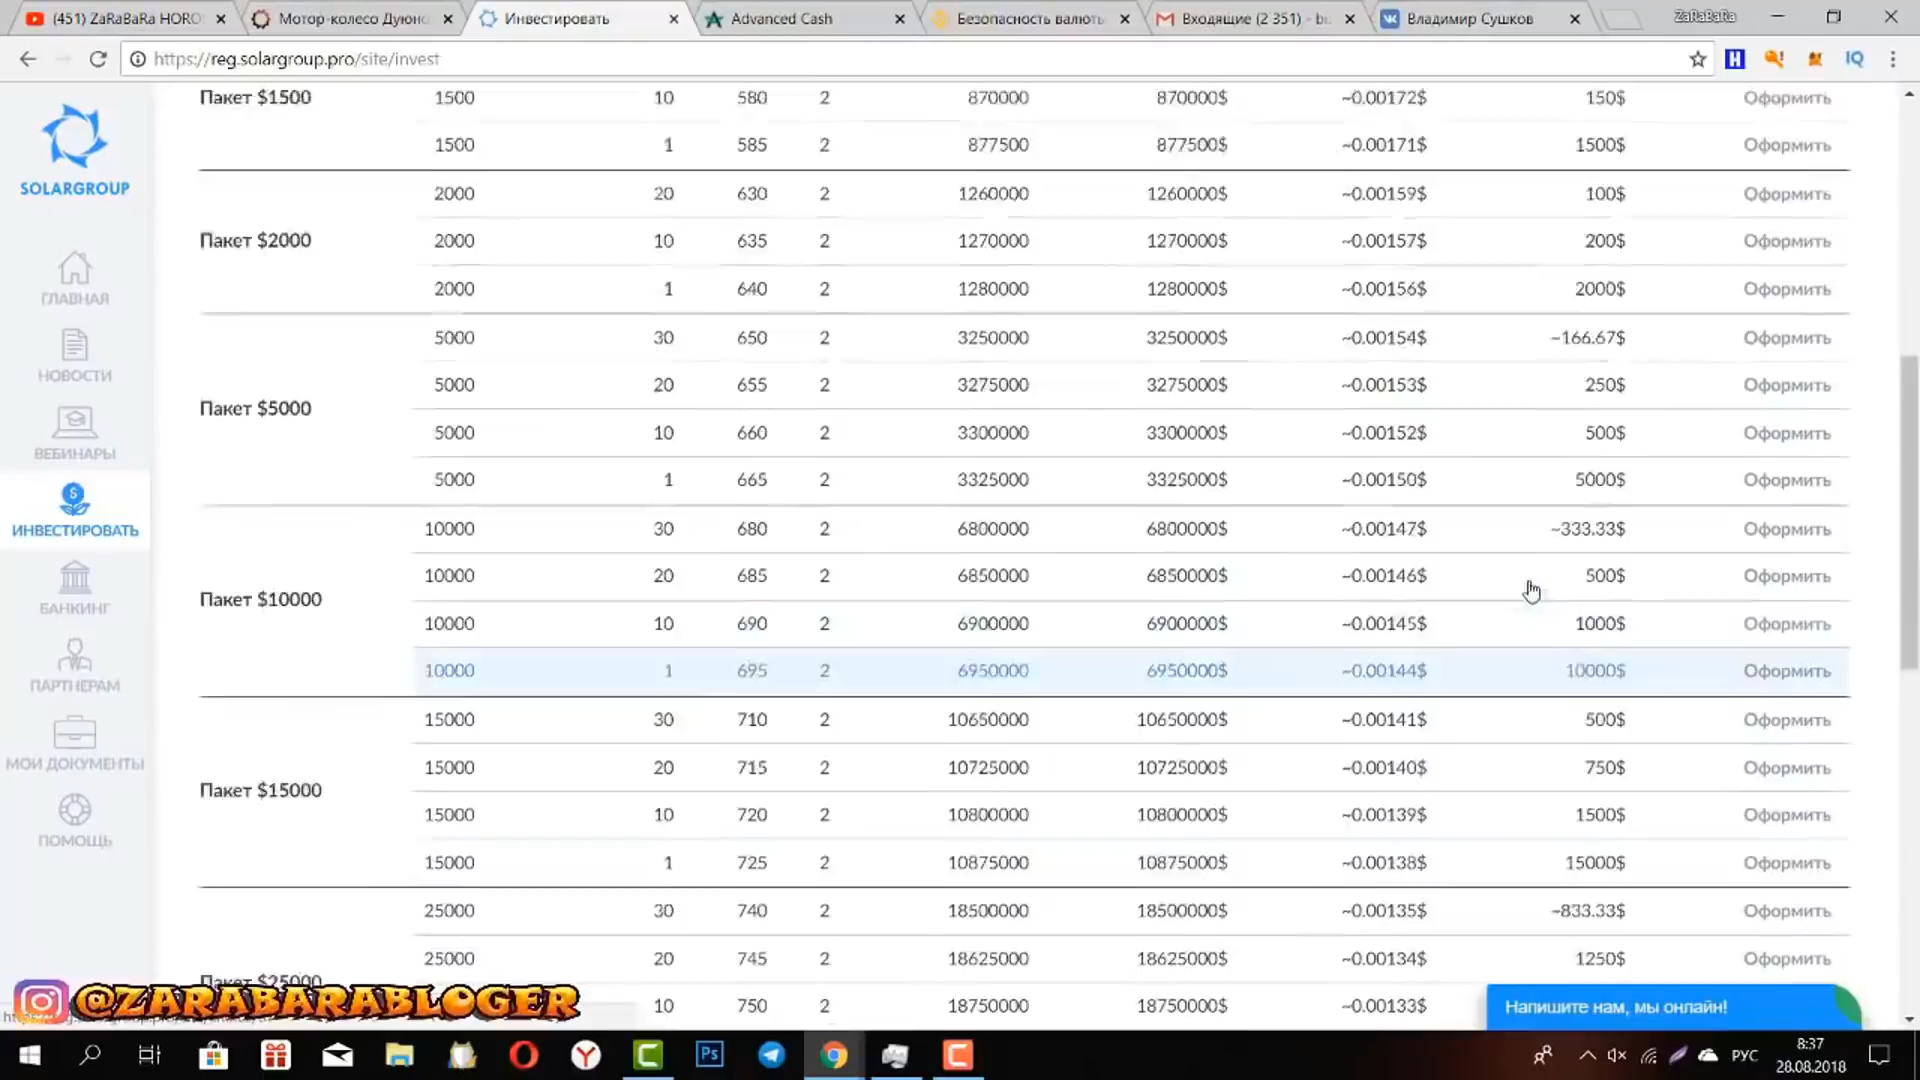 (451) ZaRaBaRa HORO
Мотор-колесо Дуюно
Инвестировать
Advanced Cash
Безопасность валюты
Входящие (2 351) - bu
Владимир Сушков
ZaRaBaRa
https://reg.solargroup.pro/site/invest
SOLARGROUP
ГЛАВНАЯ
НОВОСТИ
ВЕБИНАРЫ
ИНВЕСТИРОВАТЬ
БАНКИНГ
ПАРТНЕРАМ
МОИ ДОКУМЕНТЫ
ПОМОЩЬ
Пакет $1500
1500 10 580 2 870000 870000$ ~0.00172$ 150$ Оформить
1500 1 585 2 877500 877500$ ~0.00171$ 1500$ Оформить
Пакет $2000
2000 20 630 2 1260000 1260000$ ~0.00159$ 100$ Оформить
2000 10 635 2 1270000 1270000$ ~0.00157$ 200$ Оформить
2000 1 640 2 1280000 1280000$ ~0.00156$ 2000$ Оформить
Пакет $5000
5000 30 650 2 3250000 3250000$ ~0.00154$ ~166.67$ Оформить
5000 20 655 2 3275000 3275000$ ~0.00153$ 250$ Оформить
5000 10 660 2 3300000 3300000$ ~0.00152$ 500$ Оформить
5000 1 665 2 3325000 3325000$ ~0.00150$ 5000$ Оформить
Пакет $10000
10000 30 680 2 6800000 6800000$ ~0.00147$ ~333.33$ Оформить
10000 20 685 2 6850000 6850000$ ~0.00146$ 500$ Оформить
10000 10 690 2 6900000 6900000$ ~0.00145$ 1000$ Оформить
10000 1 695 2 6950000 6950000$ ~0.00144$ 10000$ Оформить
Пакет $15000
15000 30 710 2 10650000 10650000$ ~0.00141$ 500$ Оформить
15000 20 715 2 10725000 10725000$ ~0.00140$ 750$ Оформить
15000 10 720 2 10800000 10800000$ ~0.00139$ 1500$ Оформить
15000 1 725 2 10875000 10875000$ ~0.00138$ 15000$ Оформить
Пакет $25000
25000 30 740 2 18500000 18500000$ ~0.00135$ ~833.33$ Оформить
25000 20 745 2 18625000 18625000$ ~0.00134$ 1250$ Оформить
10 750 2 18750000 18750000$ ~0.00133$
@ZARABARABLOGER
Напишите нам, мы онлайн!
РУС
8:37
28.08.2018